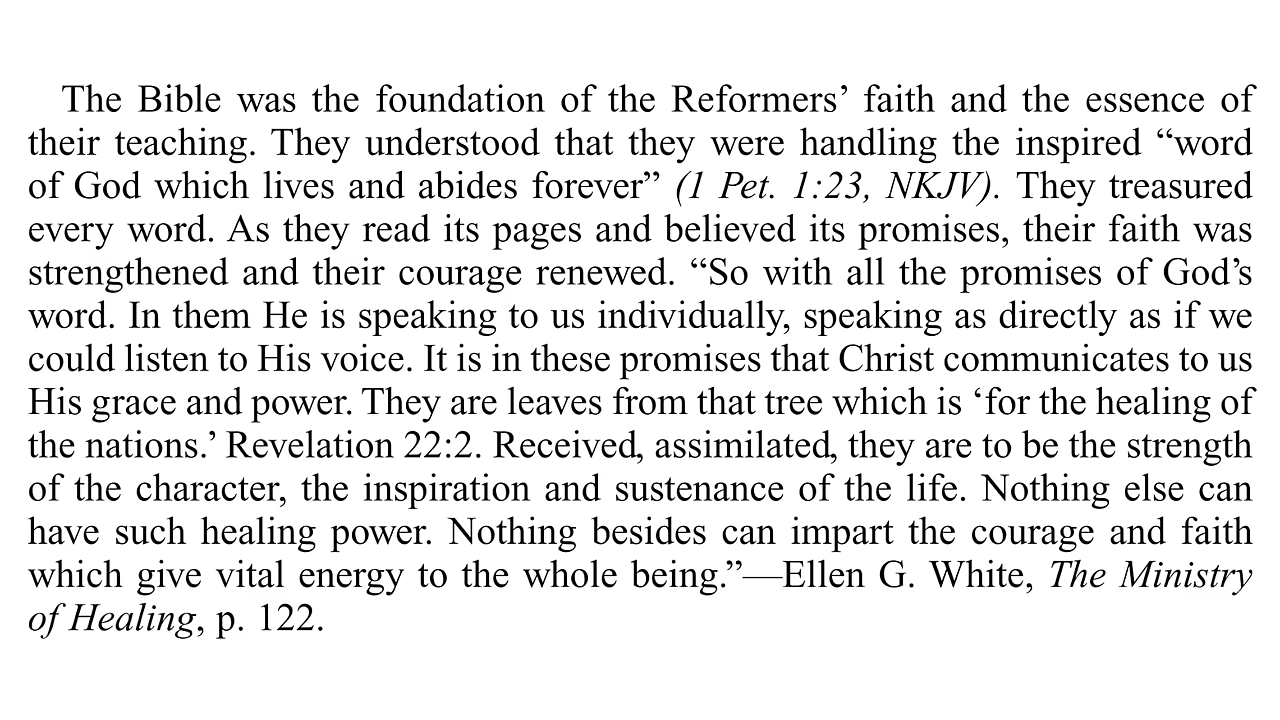 The Bible was the foundation of the Reformers’ faith and the essence of
their teaching. They understood that they were handling the inspired “word
of God which lives and abides forever” (1 Pet. 1:23, NKJV). They treasured
every word. As they read its pages and believed its promises, their faith was
strengthened and their courage renewed. “So with all the promises of God’s
word. In them He is speaking to us individually, speaking as directly as if we
could listen to His voice. It is in these promises that Christ communicates to us
His grace and power. They are leaves from that tree which is ‘for the healing of
the nations.’ Revelation 22:2. Received, assimilated, they are to be the strength
of the character, the inspiration and sustenance of the life. Nothing else can
have such healing power. Nothing besides can impart the courage and faith
which give vital energy to the whole being.”—Ellen G. White, The Ministry
of Healing, p. 122.